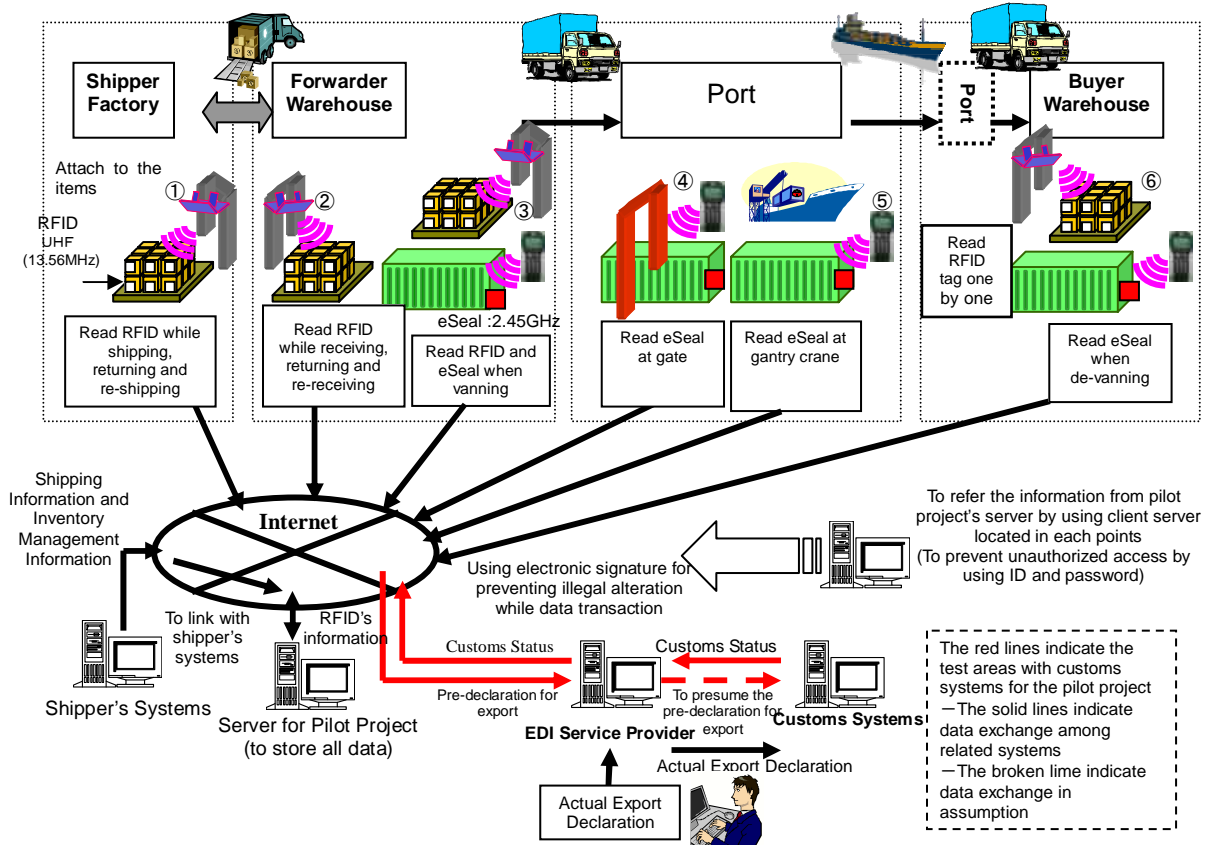 Shipper
Factory
Forwarder
Warehouse
Port
Port
Buyer
Warehouse
Attach to the
items
①
②
③
④
⑤
⑥
RFID
UHF
(13.56MHz)
eSeal :2.45GHz
Read RFID while
shipping,
returning and
re-shipping
Read RFID
while receiving,
returning and
re-receiving
Read RFID and
eSeal when
vanning
Read eSeal
at gate
Read eSeal at
gantry crane
Read
RFID
tag one
by one
Read eSeal
when
de-vanning
Shipping
Information and
Inventory
Management
Information
Internet
Using electronic signature for
preventing illegal alteration
while data transaction
To refer the information from pilot
project's server by using client server
located in each points
(To prevent unauthorized access by
using ID and password)
To link with
shipper's
systems
RFID's
information
Customs Status
Pre-declaration for
export
Customs Status
To presume the
pre-declaration for
export
Shipper's Systems
Server for Pilot Project
(to store all data)
EDI Service Provider
Customs Systems
Actual Export Declaration
Actual Export
Declaration
The red lines indicate the
test areas with customs
systems for the pilot project
－The solid lines indicate
data exchange among
related systems
－The broken lime indicate
data exchange in
assumption